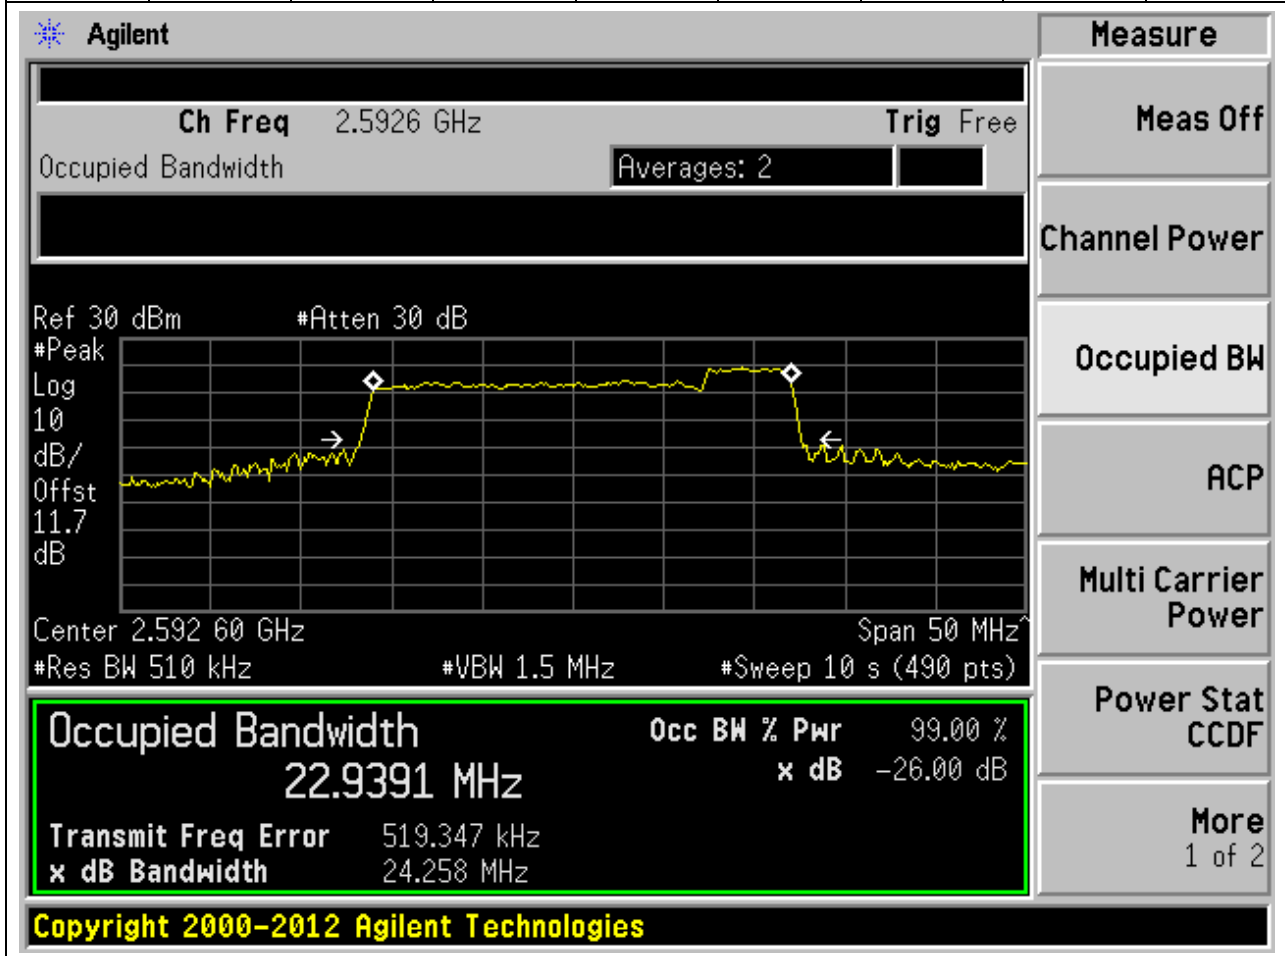 Agilent
Measure
Ch Freq 2.5926 GHz Trig Free
Meas Off
Occupied Bandwidth Averages: 2
Channel Power
Ref 30 dBm #Atten 30 dB
#Peak
Log
10
dB/
Offst
11.7
dB
Occupied BW
ACP
Multi Carrier
Power
Center 2.592 60 GHz Span 50 MHz^
#Res BW 510 kHz #VBW 1.5 MHz #Sweep 10 s (490 pts)
Power Stat
CCDF
Occupied Bandwidth Occ BW % Pwr 99.00 %
22.9391 MHz x dB -26.00 dB
Transmit Freq Error 519.347 kHz
x dB Bandwidth 24.258 MHz
More
1 of 2
Copyright 2000-2012 Agilent Technologies